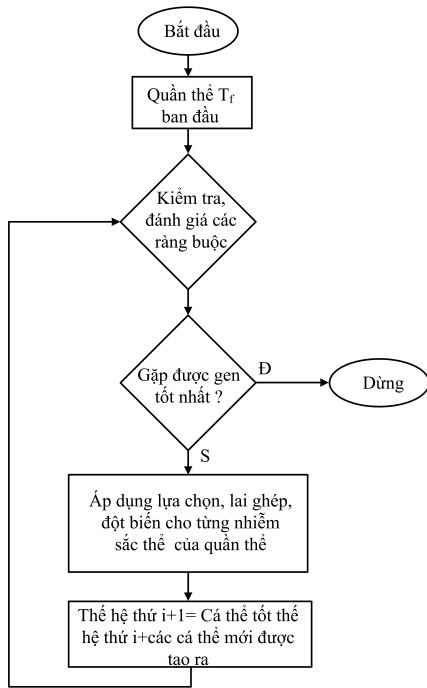 Bắt đầu
Quần thể T_f
ban đầu
Kiểm tra,
đánh giá các
ràng buộc
Gặp được gen
tốt nhất ?
Đ
Dừng
S
Áp dụng lựa chọn, lai ghép,
đột biến cho từng nhiễm
sắc thể của quần thể
Thế hệ thứ i+1= Cá thể tốt thế
hệ thứ i+các cá thể mới được
tao ra